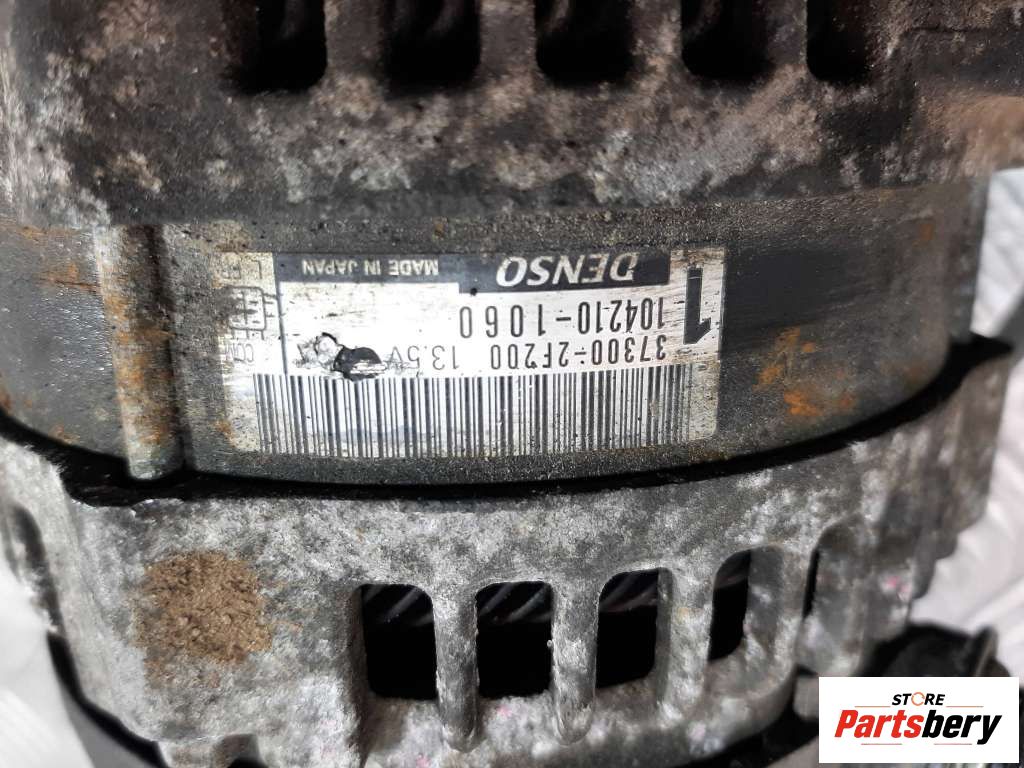 1
DENSO MADE IN JAPAN
104210-1060
37300-2F200 13.5V
STORE
Partsbery